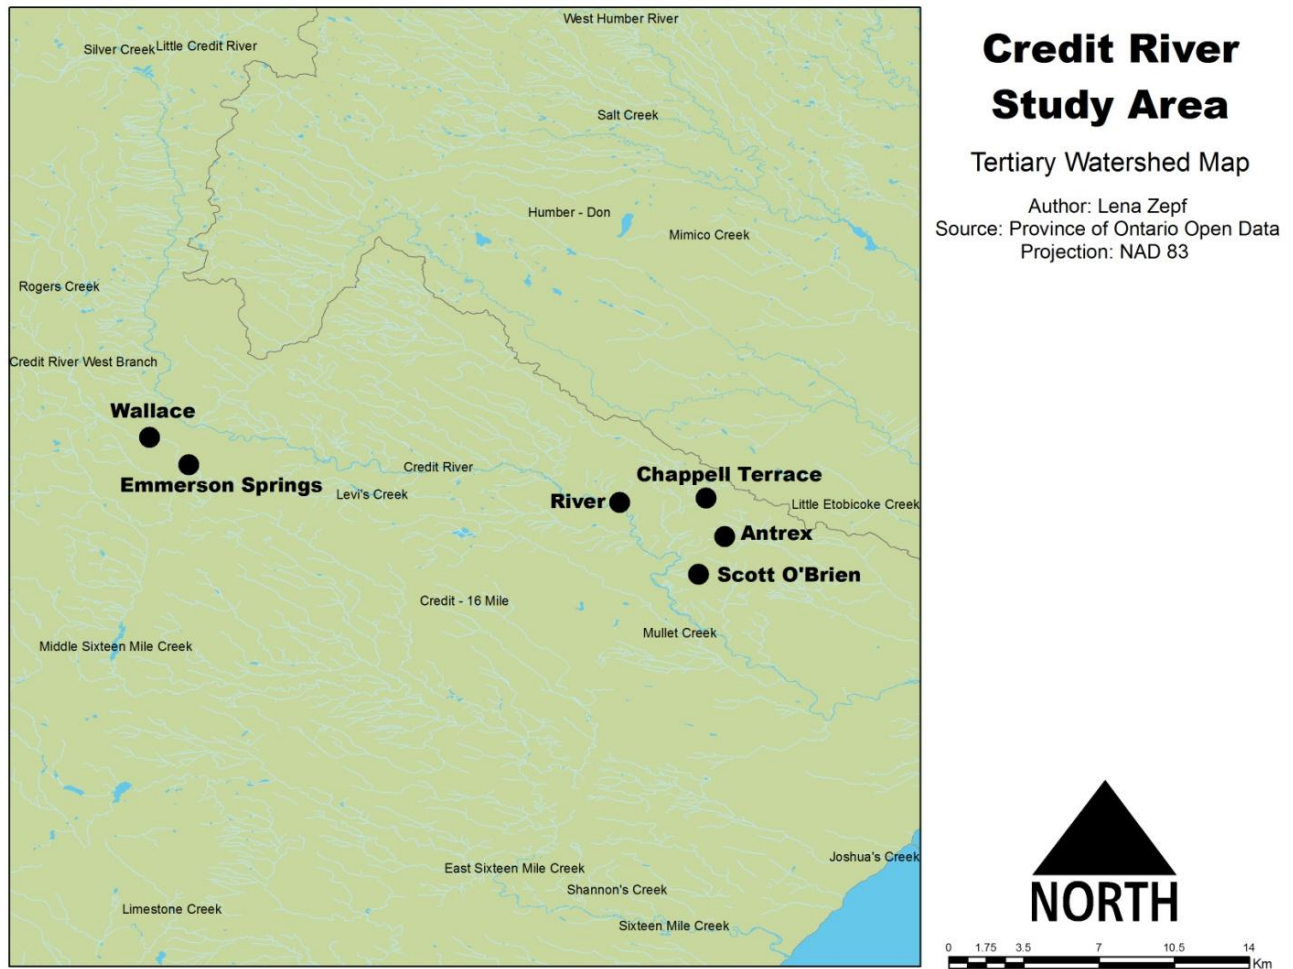 Credit River
Study Area
Tertiary Watershed Map
Author: Lena Zepf
Source: Province of Ontario Open Data
Projection: NAD 83
West Humber River
Silver Creek
Little Credit River
Salt Creek
Humber - Don
Mimico Creek
Rogers Creek
Credit River West Branch
Wallace
Emmerson Springs
Credit River
Levi's Creek
Chappell Terrace
River
Little Etobicoke Creek
Antrex
Scott O'Brien
Credit - 16 Mile
Mullet Creek
Middle Sixteen Mile Creek
Joshua's Creek
East Sixteen Mile Creek
Shannon's Creek
Limestone Creek
Sixteen Mile Creek
NORTH
0 1.75 3.5 7 10.5 14
Km